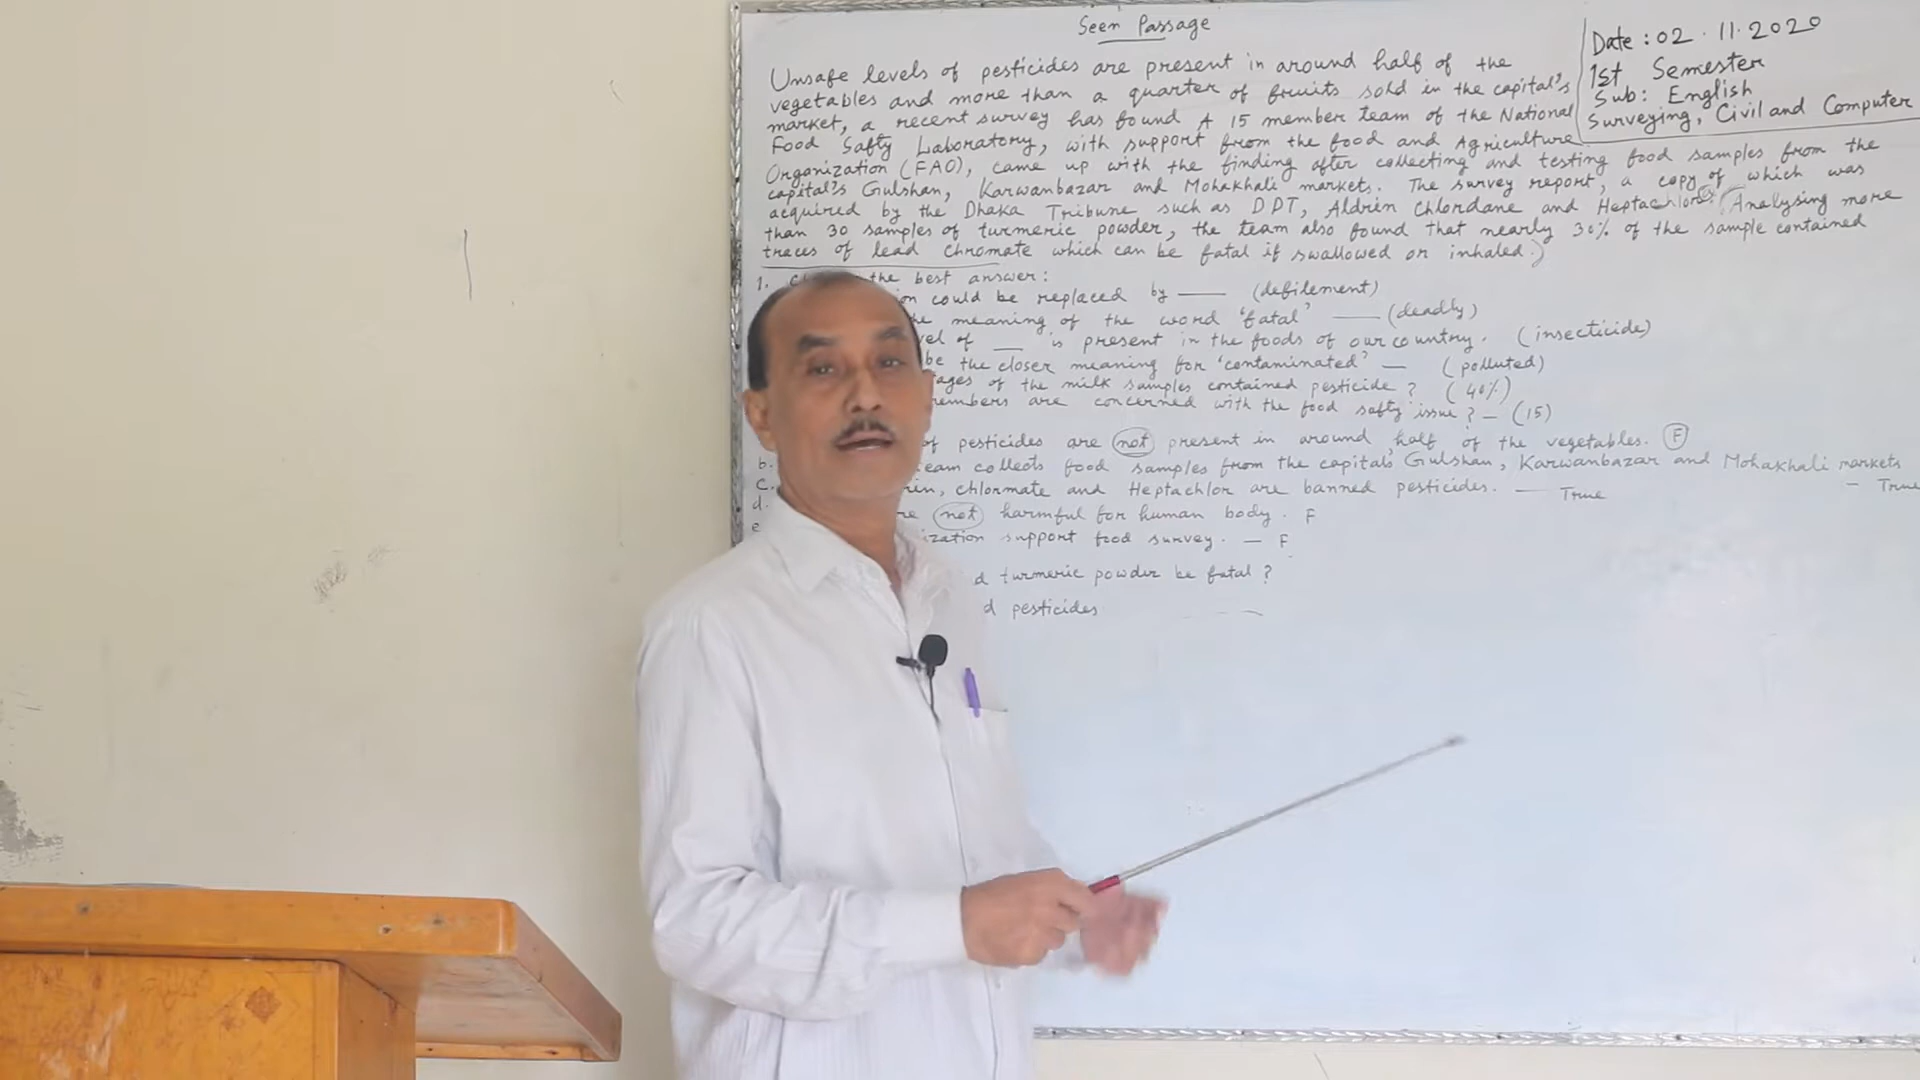 Seen Passage
Date : 02 . 11 . 2020
1st Semester
Sub : English
Surveying, Civil and Computer
Unsafe levels of pesticides are present in around half of the
vegetables and more than a quarter of fruits sold in the capital's
market, a recent survey has found A 15 member team of the National
Food Safty Laboratory, with support from the food and Agriculture
Organization (FAO), came up with the finding after collecting and testing food samples from the
capital's Gulshan, Karwanbazar and Mohakhali markets. The survey report, a copy of which was
acquired by the Dhaka Tribune such as DDT, Aldrin Chlordane and Heptachlor. Analysing more
than 30 samples of turmeric powder, the team also found that nearly 30% of the sample contained
traces of lead chromate which can be fatal if swallowed or inhaled.)
1. the best answer :
could be replaced by —— (defilement)
meaning of the word 'fatal' —— (deadly)
of __ is present in the foods of our country. (insecticide)
be the closer meaning for 'contaminated' — (polluted)
of the milk samples contained pesticide ? (40%)
are concerned with the food safty issue ? — (15)
of pesticides are not present in around half of the vegetables. F
b. collects food samples from the capital's Gulshan, Karwanbazar and Mohakhali markets
— True
c. chlormate and Heptachlor are banned pesticides. — True
d. not harmful for human body. F
e support food survey. — F
turmeric powder be fatal ?
pesticides